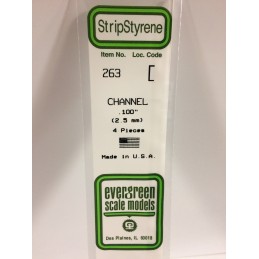 StripStyrene
Item No. Loc. Code
263
CHANNEL
.100"
(2.5 mm)
4 Pieces
Made in U.S.A.
evergreen
scale models
Des Plaines, IL 60018